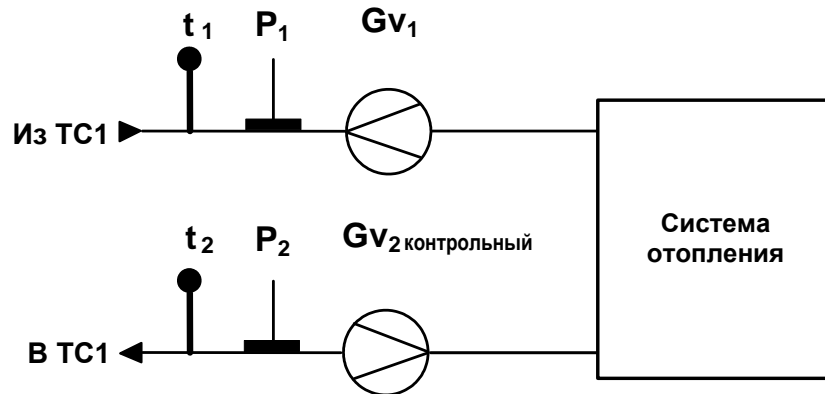 t 1 P1 Gv1
Из ТС1
Система
отопления
t 2 P2 Gv2 контрольный
В ТС1